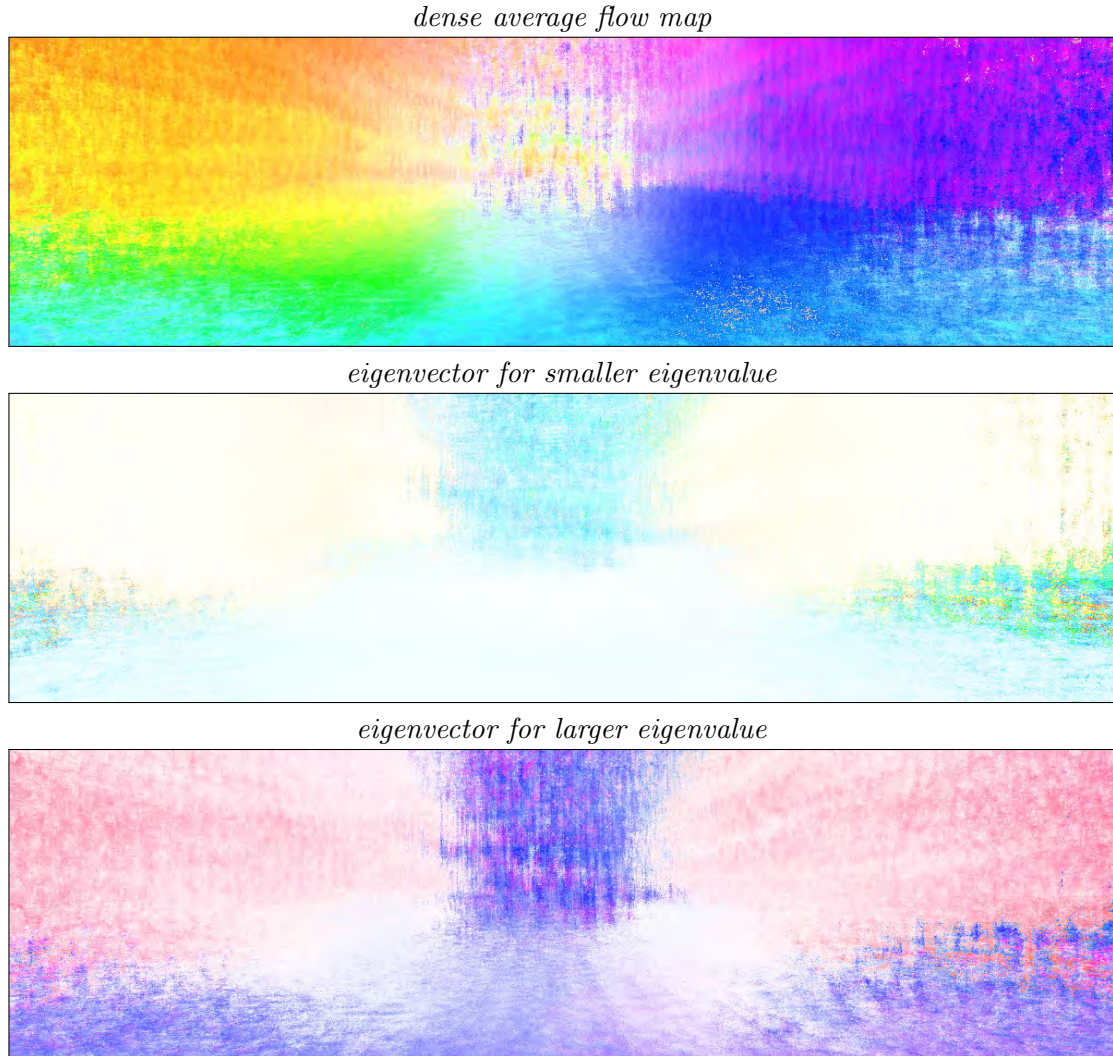 dense average flow map
eigenvector for smaller eigenvalue
eigenvector for larger eigenvalue